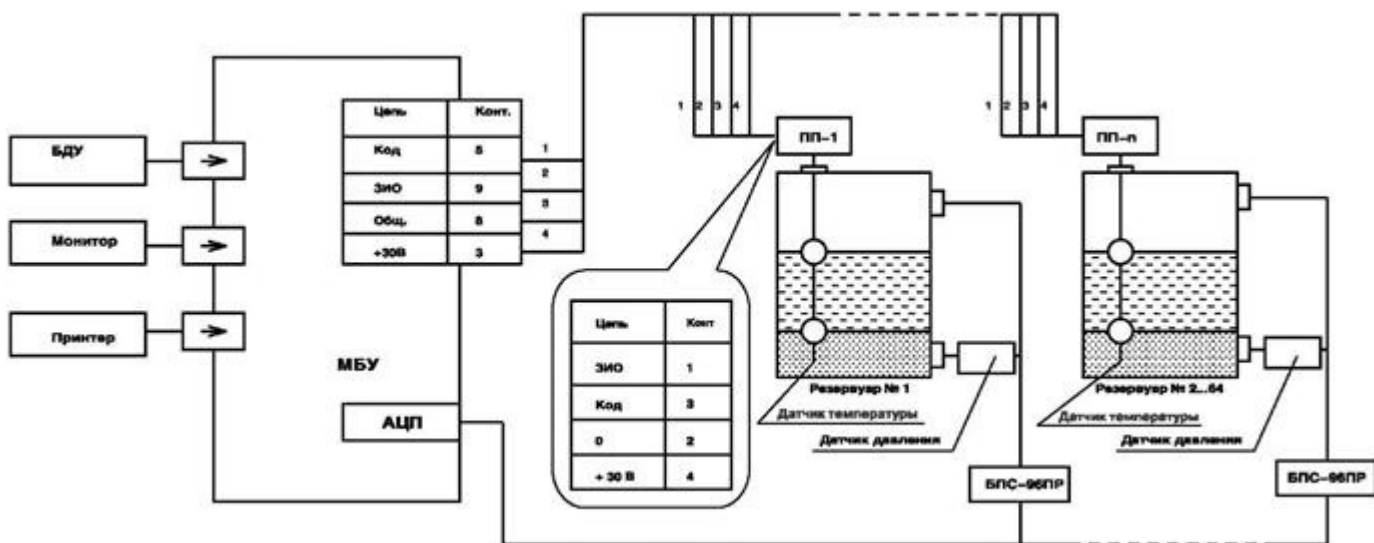 БДУ
Монитор
Принтер
Цепь Конт.
Код 5
ЗИО 9
Общ. 8
+30В 3
1
2
3
4
МБУ
АЦП
Цепь Конт
ЗИО 1
Код 3
0 2
+ 30 В 4
1 2 3 4
ПП-1
Резервуар № 1
Датчик температуры
Датчик давления
БПС-96ПР
1 2 3 4
ПП-n
Резервуар № 2...64
Датчик температуры
Датчик давления
БПС-96ПР